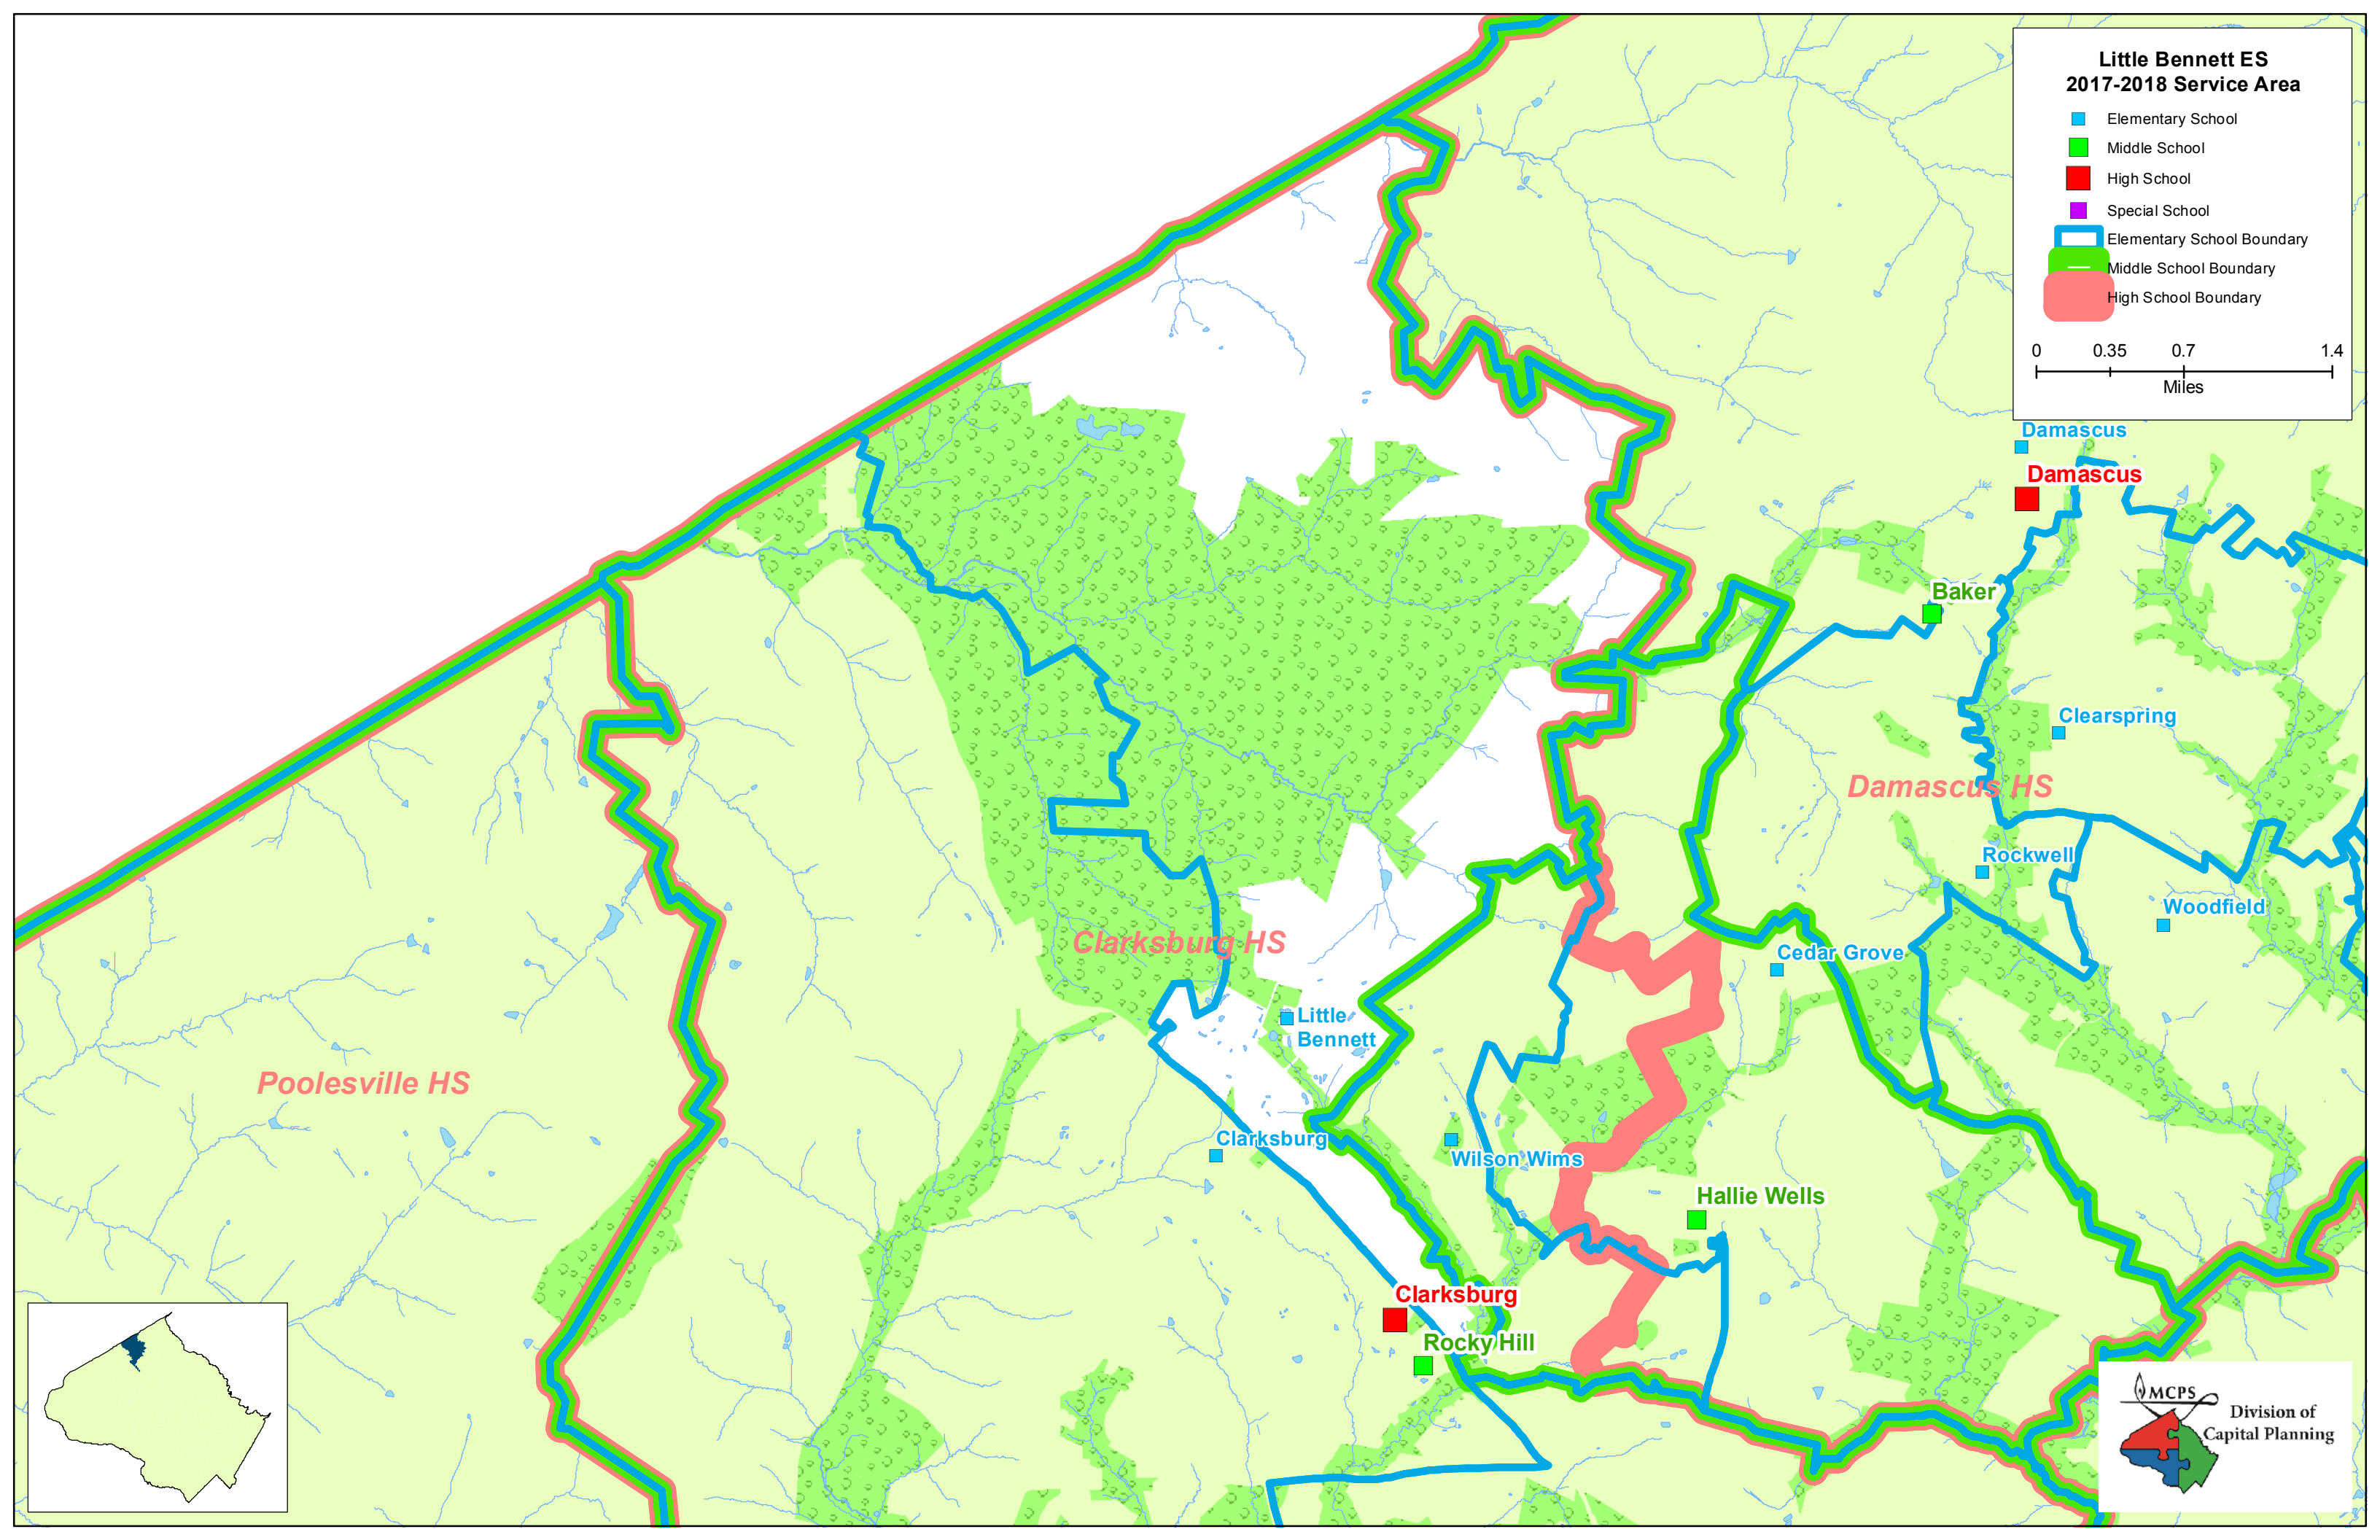 Little Bennett ES
2017-2018 Service Area
Elementary School
Middle School
High School
Special School
Elementary School Boundary
Middle School Boundary
High School Boundary
0 0.35 0.7 1.4
Miles
Damascus
Damascus
Baker
Clearspring
Damascus HS
Rockwell
Woodfield
Clarksburg HS
Cedar Grove
Little
Bennett
Poolesville HS
Clarksburg
Wilson Wims
Hallie Wells
Clarksburg
Rocky Hill
MCPS
Division of
Capital Planning